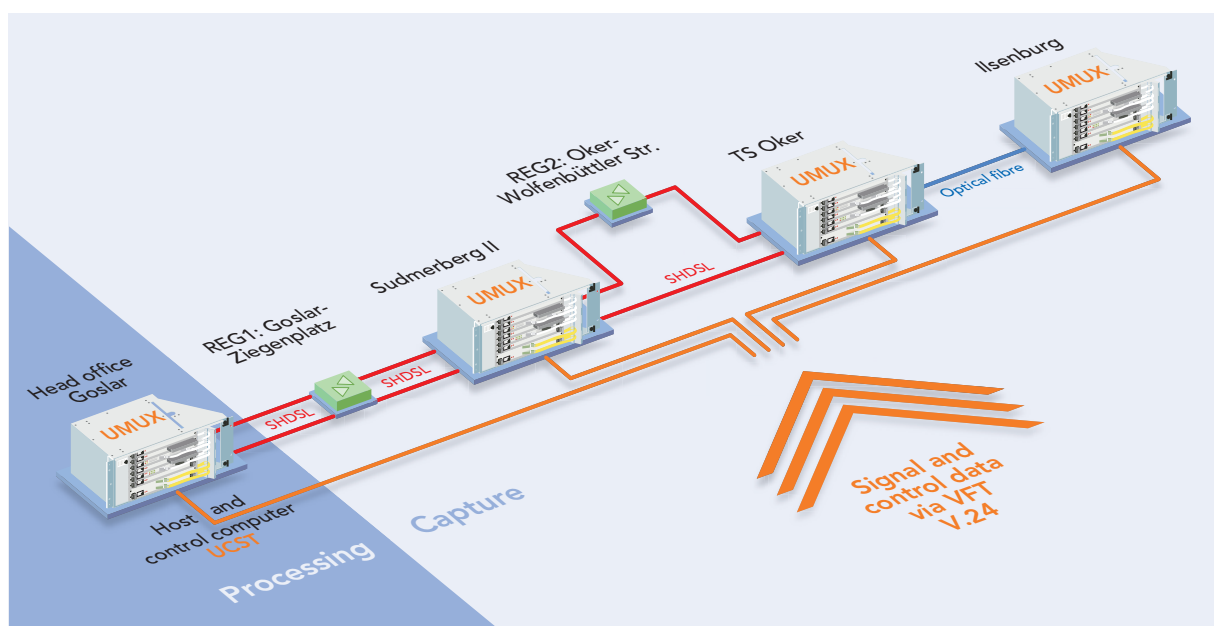 Ilsenburg
UMUX
Optical fibre
TS Oker
UMUX
REG2: Oker-
Wolfenbüttler Str.
SHDSL
Sudmerberg II
UMUX
REG1: Goslar-
Ziegenplatz
SHDSL
SHDSL
Head office
Goslar
UMUX
Host and
control computer
UCST
Processing
Capture
Signal and
control data
via VFT
V.24